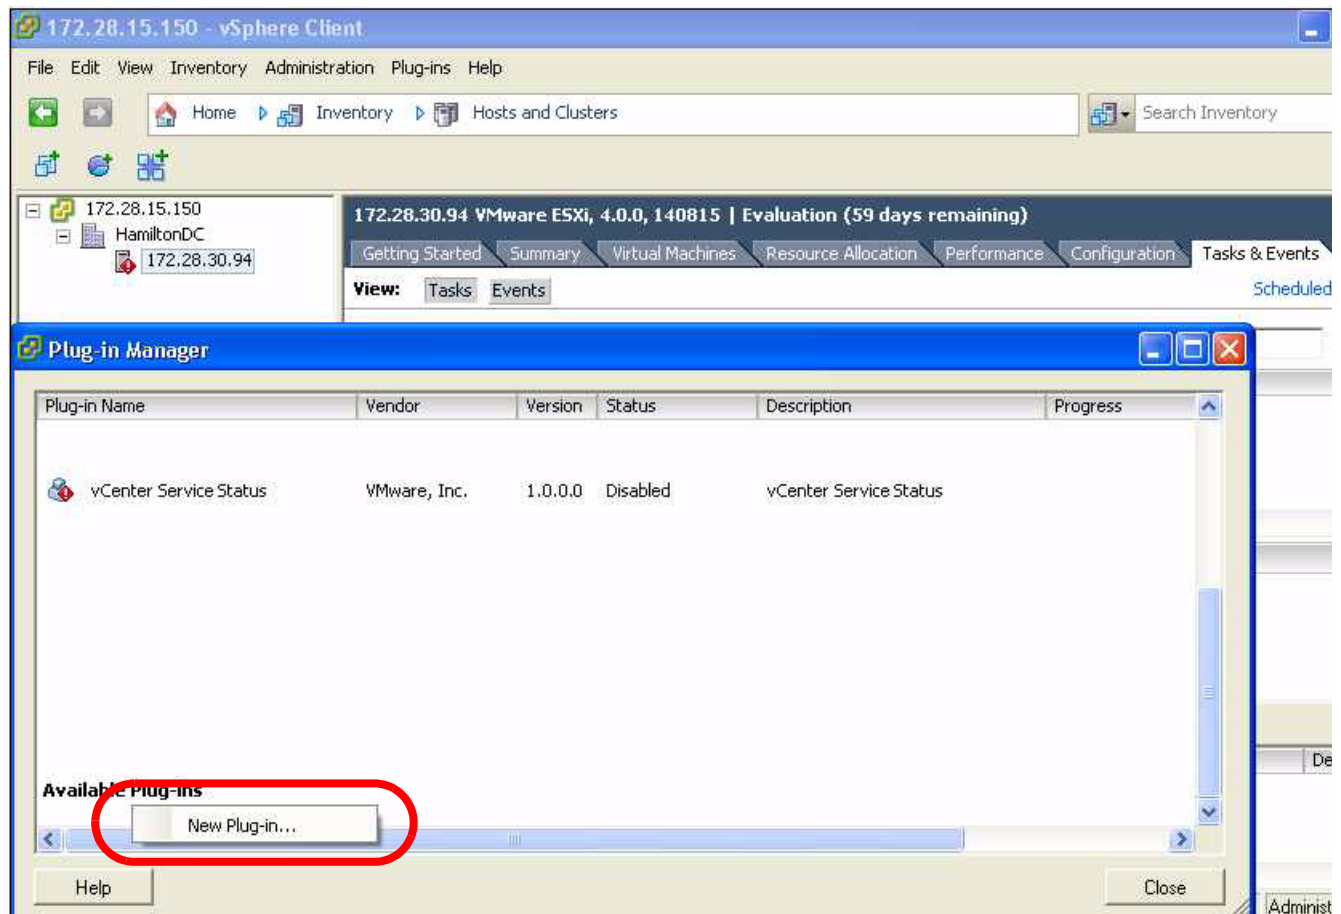 172.28.15.150 - vSphere Client
File Edit View Inventory Administration Plug-ins Help
Home Inventory Hosts and Clusters Search Inventory
172.28.15.150
HamiltonDC
172.28.30.94
172.28.30.94 VMware ESXi, 4.0.0, 140815 | Evaluation (59 days remaining)
Getting Started Summary Virtual Machines Resource Allocation Performance Configuration Tasks & Events
View: Tasks Events Scheduled
Plug-in Manager
Plug-in Name Vendor Version Status Description Progress
vCenter Service Status VMware, Inc. 1.0.0.0 Disabled vCenter Service Status
De
Available Plug-ins
New Plug-in...
Help Close
Administ